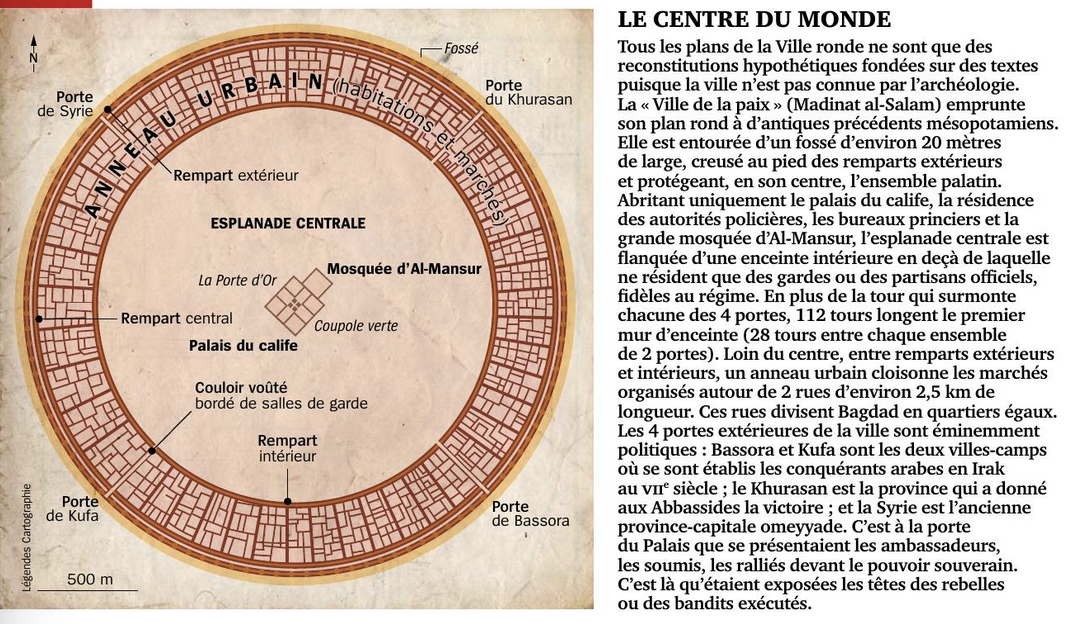 N
Fossé
ANNEAU URBAIN (habitations et marchés)
Porte
de Syrie
Porte
du Khurasan
Rempart extérieur
ESPLANADE CENTRALE
Mosquée d'Al-Mansur
La Porte d'Or
Coupole verte
Rempart central
Palais du calife
Couloir voûté
bordé de salles de garde
Rempart
intérieur
Porte
de Kufa
Porte
de Bassora
Légendes Cartographie
500 m
LE CENTRE DU MONDE
Tous les plans de la Ville ronde ne sont que des
reconstitutions hypothétiques fondées sur des textes
puisque la ville n'est pas connue par l'archéologie.
La « Ville de la paix » (Madinat al-Salam) emprunte
son plan rond à d'antiques précédents mésopotamiens.
Elle est entourée d'un fossé d'environ 20 mètres
de large, creusé au pied des remparts extérieurs
et protégeant, en son centre, l'ensemble palatin.
Abritant uniquement le palais du calife, la résidence
des autorités policières, les bureaux princiers et la
grande mosquée d'Al-Mansur, l'esplanade centrale est
flanquée d'une enceinte intérieure en deçà de laquelle
ne résident que des gardes ou des partisans officiels,
fidèles au régime. En plus de la tour qui surmonte
chacune des 4 portes, 112 tours longent le premier
mur d'enceinte (28 tours entre chaque ensemble
de 2 portes). Loin du centre, entre remparts extérieurs
et intérieurs, un anneau urbain cloisonne les marchés
organisés autour de 2 rues d'environ 2,5 km de
longueur. Ces rues divisent Bagdad en quartiers égaux.
Les 4 portes extérieures de la ville sont éminemment
politiques : Bassora et Kufa sont les deux villes-camps
où se sont établis les conquérants arabes en Irak
au VIIe siècle ; le Khurasan est la province qui a donné
aux Abbassides la victoire ; et la Syrie est l'ancienne
province-capitale omeyyade. C'est à la porte
du Palais que se présentaient les ambassadeurs,
les soumis, les ralliés devant le pouvoir souverain.
C'est là qu'étaient exposées les têtes des rebelles
ou des bandits exécutés.